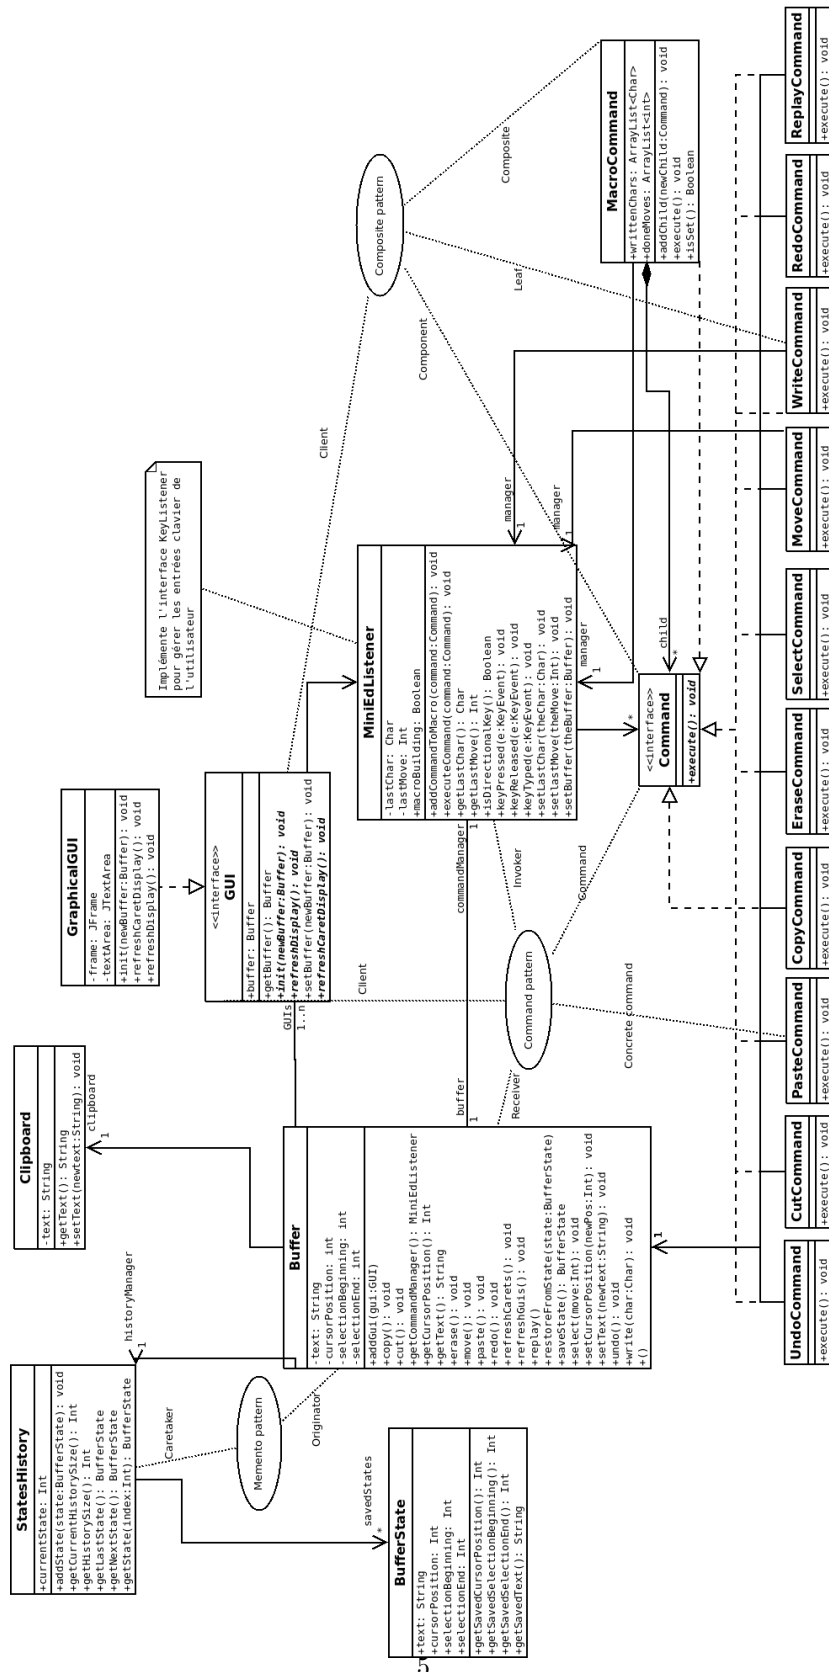 StatesHistory
+currentState: Int
+addState(state:BufferState): void
+getCurrentHistorySize(): Int
+getHistorySize(): Int
+getLastState(): BufferState
+getNextState(): BufferState
+getState(index:Int): BufferState
historyManager
1
Caretaker
Memento pattern
Originator
savedStates
*
BufferState
+text: String
+cursorPosition: Int
+selectionBeginning: Int
+selectionEnd: Int
+getSavedCursorPosition(): Int
+getSavedSelectionBeginning(): Int
+getSavedSelectionEnd(): Int
+getSavedText(): String
Clipboard
-text: String
+getText(): String
+setText(newtext:String): void
clipboard
1
Buffer
-text: String
-cursorPosition: int
-selectionBeginning: int
-selectionEnd: int
+addGui(gui:GUI)
+copy(): void
+cut(): void
+getCommandManager(): MiniEdListener
+getCursorPosition(): Int
+getText(): String
+erase(): void
+move(): void
+paste(): void
+redo(): void
+refreshCarets(): void
+refreshGuis(): void
+replay()
+restoreFromState(state:BufferState)
+saveState(): BufferState
+select(move:Int): void
+setCursorPosition(newPos:Int): void
+setText(newtext:String): void
+undo(): void
+write(char:Char): void
+()
1
GraphicalGUI
-frame: JFrame
-textArea: JTextArea
+init(newBuffer:Buffer): void
+refreshCaretDisplay(): void
+refreshDisplay(): void
<<interface>>
GUI
+buffer: Buffer
+getBuffer(): Buffer
+init(newBuffer:Buffer): void
+refreshDisplay(): void
+setBuffer(newBuffer:Buffer): void
+refreshCaretDisplay(): void
GUIs
1..n
Client
buffer
1
commandManager
1
Receiver
Command pattern
Invoker
Command
Concrete command
Implémente l'interface KeyListener
pour gérer les entrées clavier de
l'utilisateur
MiniEdListener
-lastChar: Char
-lastMove: Int
+macroBuilding: Boolean
+addCommandToMacro(command:Command): void
+executeCommand(command:Command): void
+getLastChar(): Char
+getLastMove(): Int
+isDirectionalKey(): Boolean
+keyPressed(e:KeyEvent): void
+keyReleased(e:KeyEvent): void
+keyTyped(e:KeyEvent): void
+setLastChar(theChar:Char): void
+setlastMove(theMove:Int): void
+setBuffer(theBuffer:Buffer): void
manager
1
manager
1
manager
1
*
<<interface>>
Command
+execute(): void
child
*
Client
Composite pattern
Component
Leaf
Composite
MacroCommand
+writtenChars: ArrayList<Char>
+doneMoves: ArrayList<int>
+addChild(newChild:Command): void
+execute(): void
+isSet(): Boolean
UndoCommand
+execute(): void
CutCommand
+execute(): void
PasteCommand
+execute(): void
CopyCommand
+execute(): void
EraseCommand
+execute(): void
SelectCommand
+execute(): void
MoveCommand
+execute(): void
WriteCommand
+execute(): void
RedoCommand
+execute(): void
ReplayCommand
+execute(): void
5